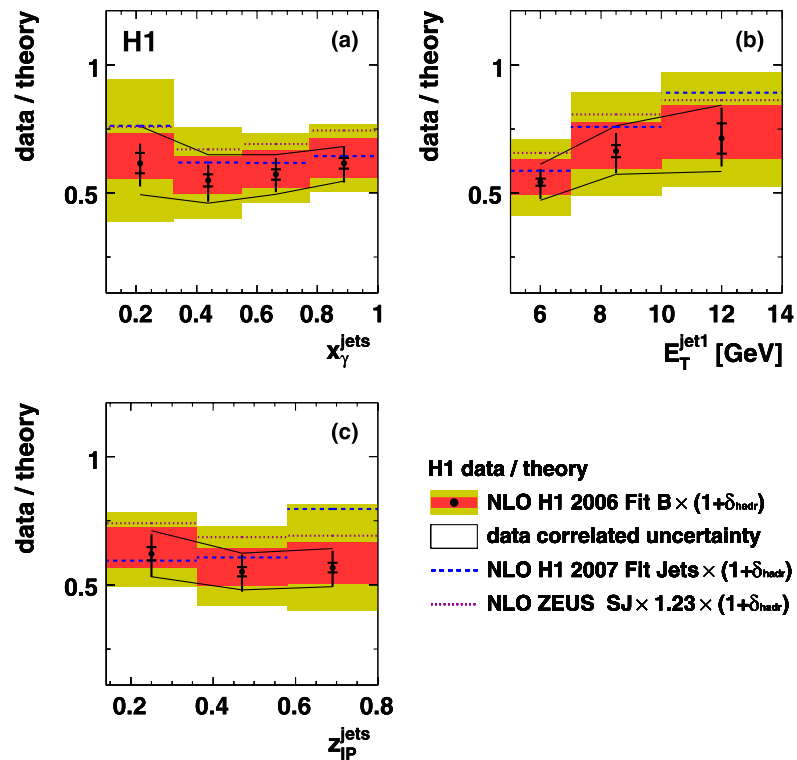 H1
(a)
data / theory
1
0.5
0.2 0.4 0.6 0.8 1
x_γ^jets
(b)
data / theory
1
0.5
6 8 10 12 14
E_T^jet1 [GeV]
(c)
data / theory
1
0.5
0.2 0.4 0.6 0.8
z_IP^jets
H1 data / theory
NLO H1 2006 Fit B × (1+δ_hadr)
data correlated uncertainty
NLO H1 2007 Fit Jets × (1+δ_hadr)
NLO ZEUS SJ × 1.23 × (1+δ_hadr)